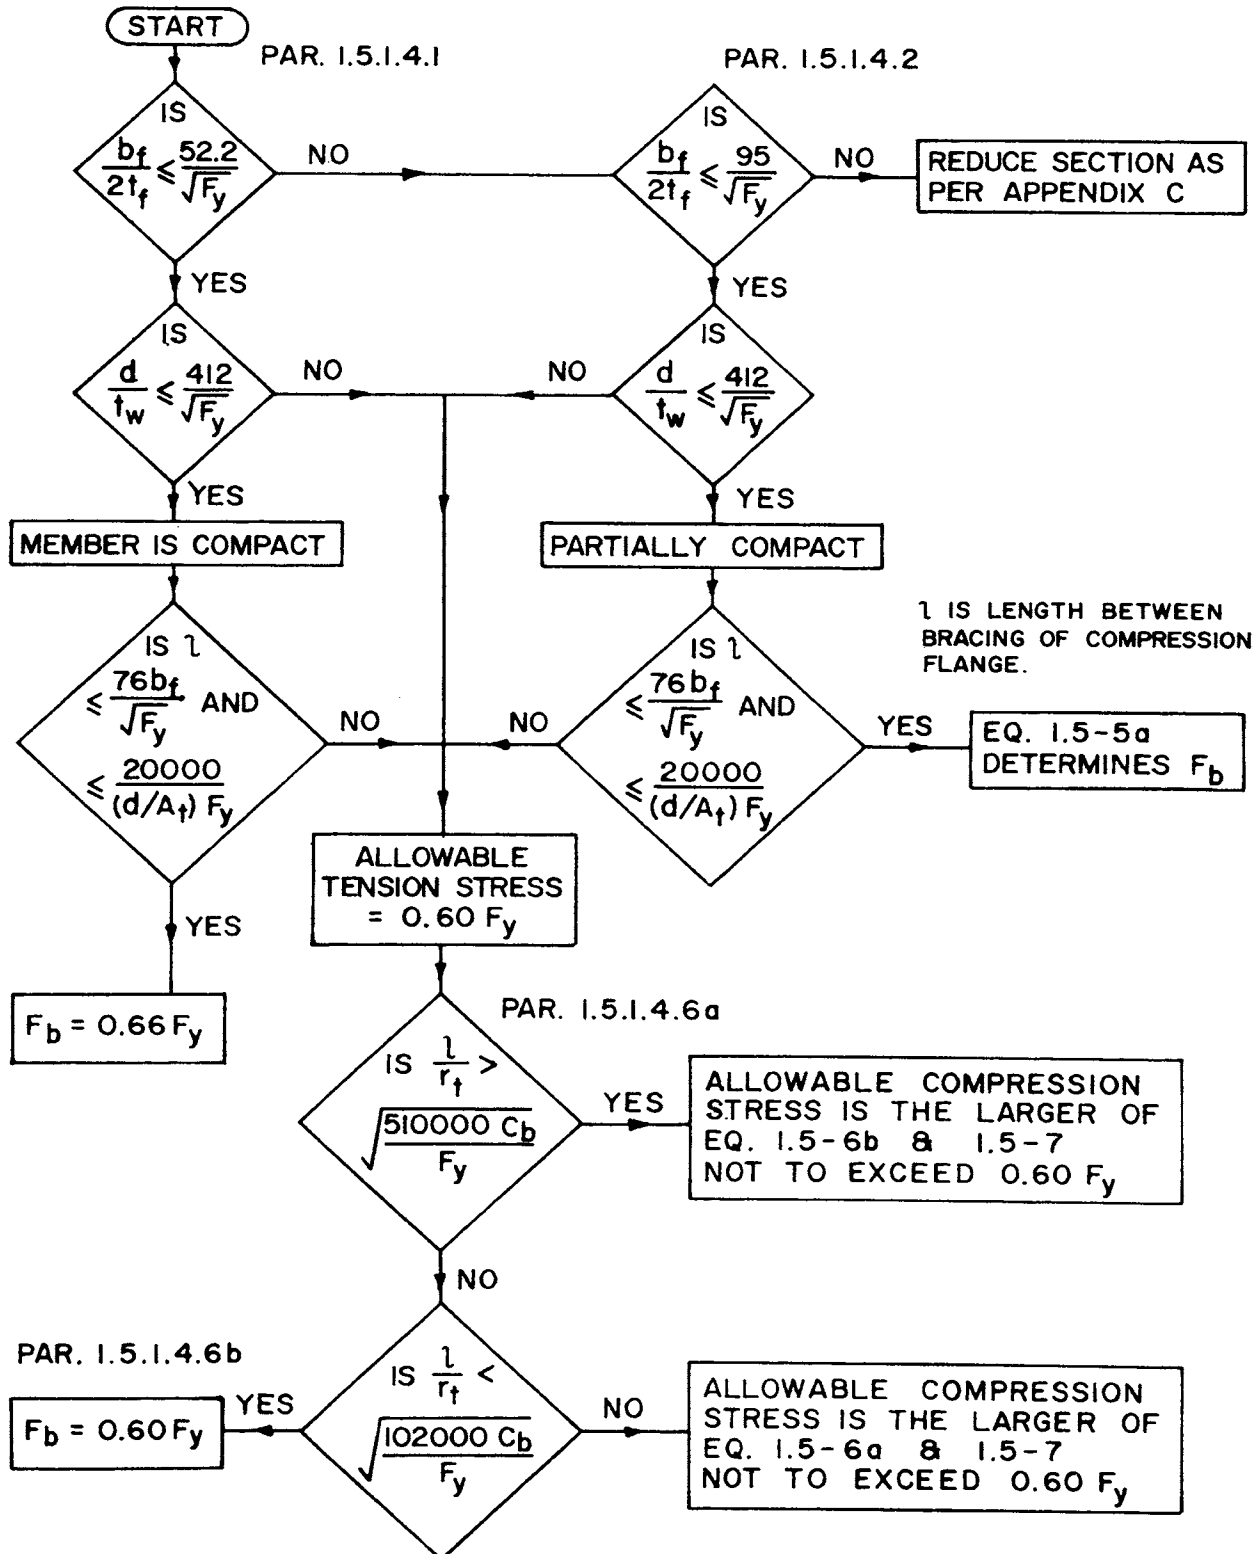 START
PAR. 1.5.1.4.1
PAR. 1.5.1.4.2
IS
b_f/2t_f ≤ 52.2/√F_y
NO
IS
b_f/2t_f ≤ 95/√F_y
NO
REDUCE SECTION AS
PER APPENDIX C
YES
YES
IS
d/t_w ≤ 412/√F_y
NO
NO
IS
d/t_w ≤ 412/√F_y
YES
YES
MEMBER IS COMPACT
PARTIALLY COMPACT
l IS LENGTH BETWEEN
BRACING OF COMPRESSION
FLANGE.
IS l
≤ 76b_f/√F_y AND
≤ 20000/(d/A_t) F_y
NO
NO
IS l
≤ 76b_f/√F_y AND
≤ 20000/(d/A_t) F_y
YES
EQ. 1.5-5a
DETERMINES F_b
ALLOWABLE
TENSION STRESS
= 0.60 F_y
YES
F_b = 0.66 F_y
PAR. 1.5.1.4.6a
IS l/r_t >
√(510000 C_b/F_y)
YES
ALLOWABLE COMPRESSION
STRESS IS THE LARGER OF
EQ. 1.5-6b & 1.5-7
NOT TO EXCEED 0.60 F_y
NO
PAR. 1.5.1.4.6b
IS l/r_t <
√(102000 C_b/F_y)
YES
F_b = 0.60 F_y
NO
ALLOWABLE COMPRESSION
STRESS IS THE LARGER OF
EQ. 1.5-6a & 1.5-7
NOT TO EXCEED 0.60 F_y